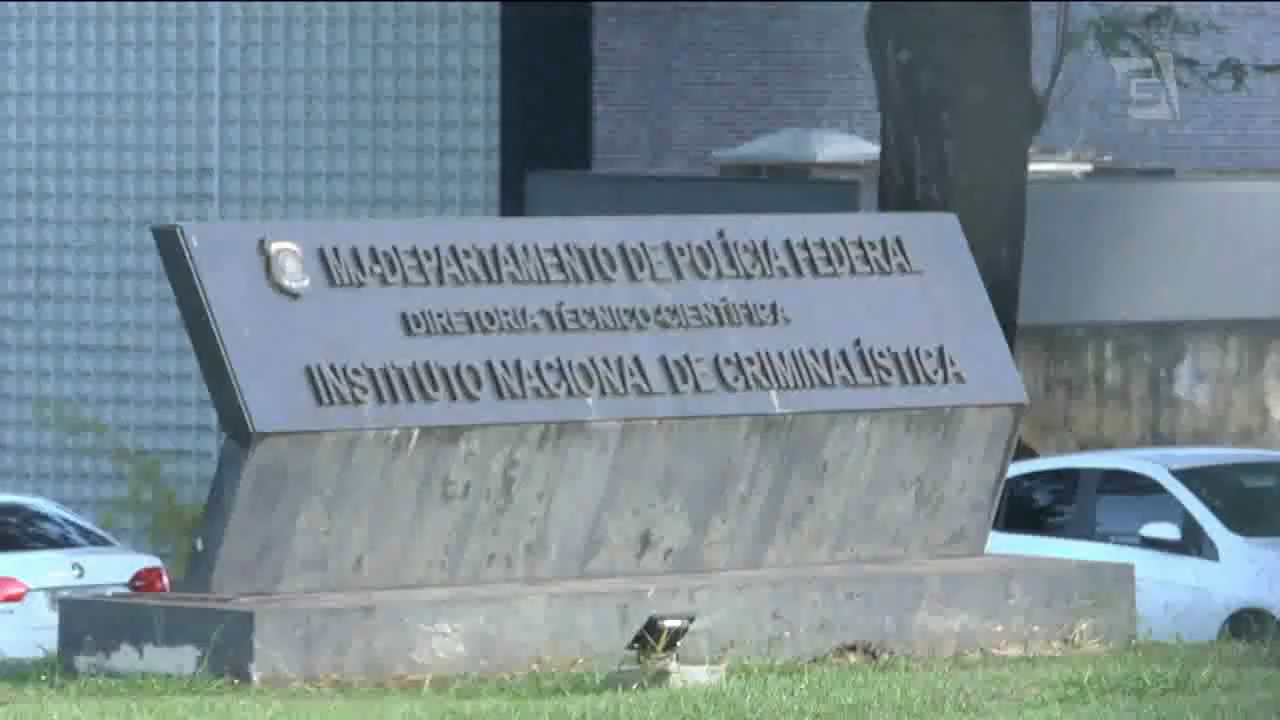 MJ-DEPARTAMENTO DE POLÍCIA FEDERAL
DIRETORIA TÉCNICO-CIENTÍFICA
INSTITUTO NACIONAL DE CRIMINALÍSTICA